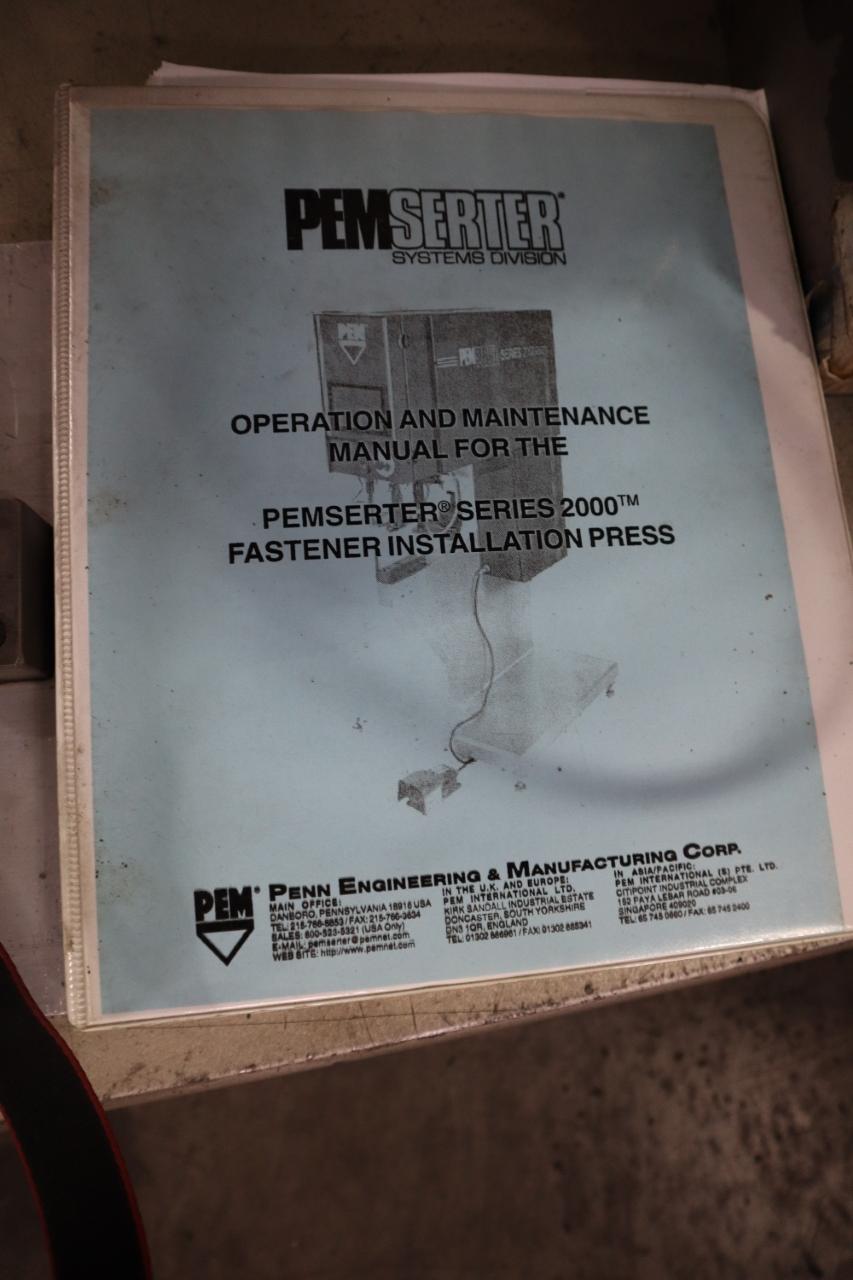 PEMSERTER®
SYSTEMS DIVISION
PEM
PEMSERTER SERIES 2000
OPERATION AND MAINTENANCE
MANUAL FOR THE
PEMSERTER® SERIES 2000™
FASTENER INSTALLATION PRESS
PEM®
PENN ENGINEERING & MANUFACTURING CORP.
MAIN OFFICE:
DANBORO, PENNSYLVANIA 18916 USA
TEL: 215-766-8853 / FAX: 215-766-3634
SALES: 800-523-5321 (USA Only)
E-MAIL: pemserter@pemnet.com
WEB SITE: http://www.pemnet.com
IN THE U.K. AND EUROPE:
PEM INTERNATIONAL LTD.
KIRK SANDALL INDUSTRIAL ESTATE
DONCASTER, SOUTH YORKSHIRE
DN3 1QR, ENGLAND
TEL: 01302 886961 / FAX: 01302 885341
IN ASIA/PACIFIC:
PEM INTERNATIONAL (S) PTE. LTD.
CITIPOINT INDUSTRIAL COMPLEX
192 PAYA LEBAR ROAD #03-06
SINGAPORE 409020
TEL: 65 745 0660 / FAX: 65 745 2400